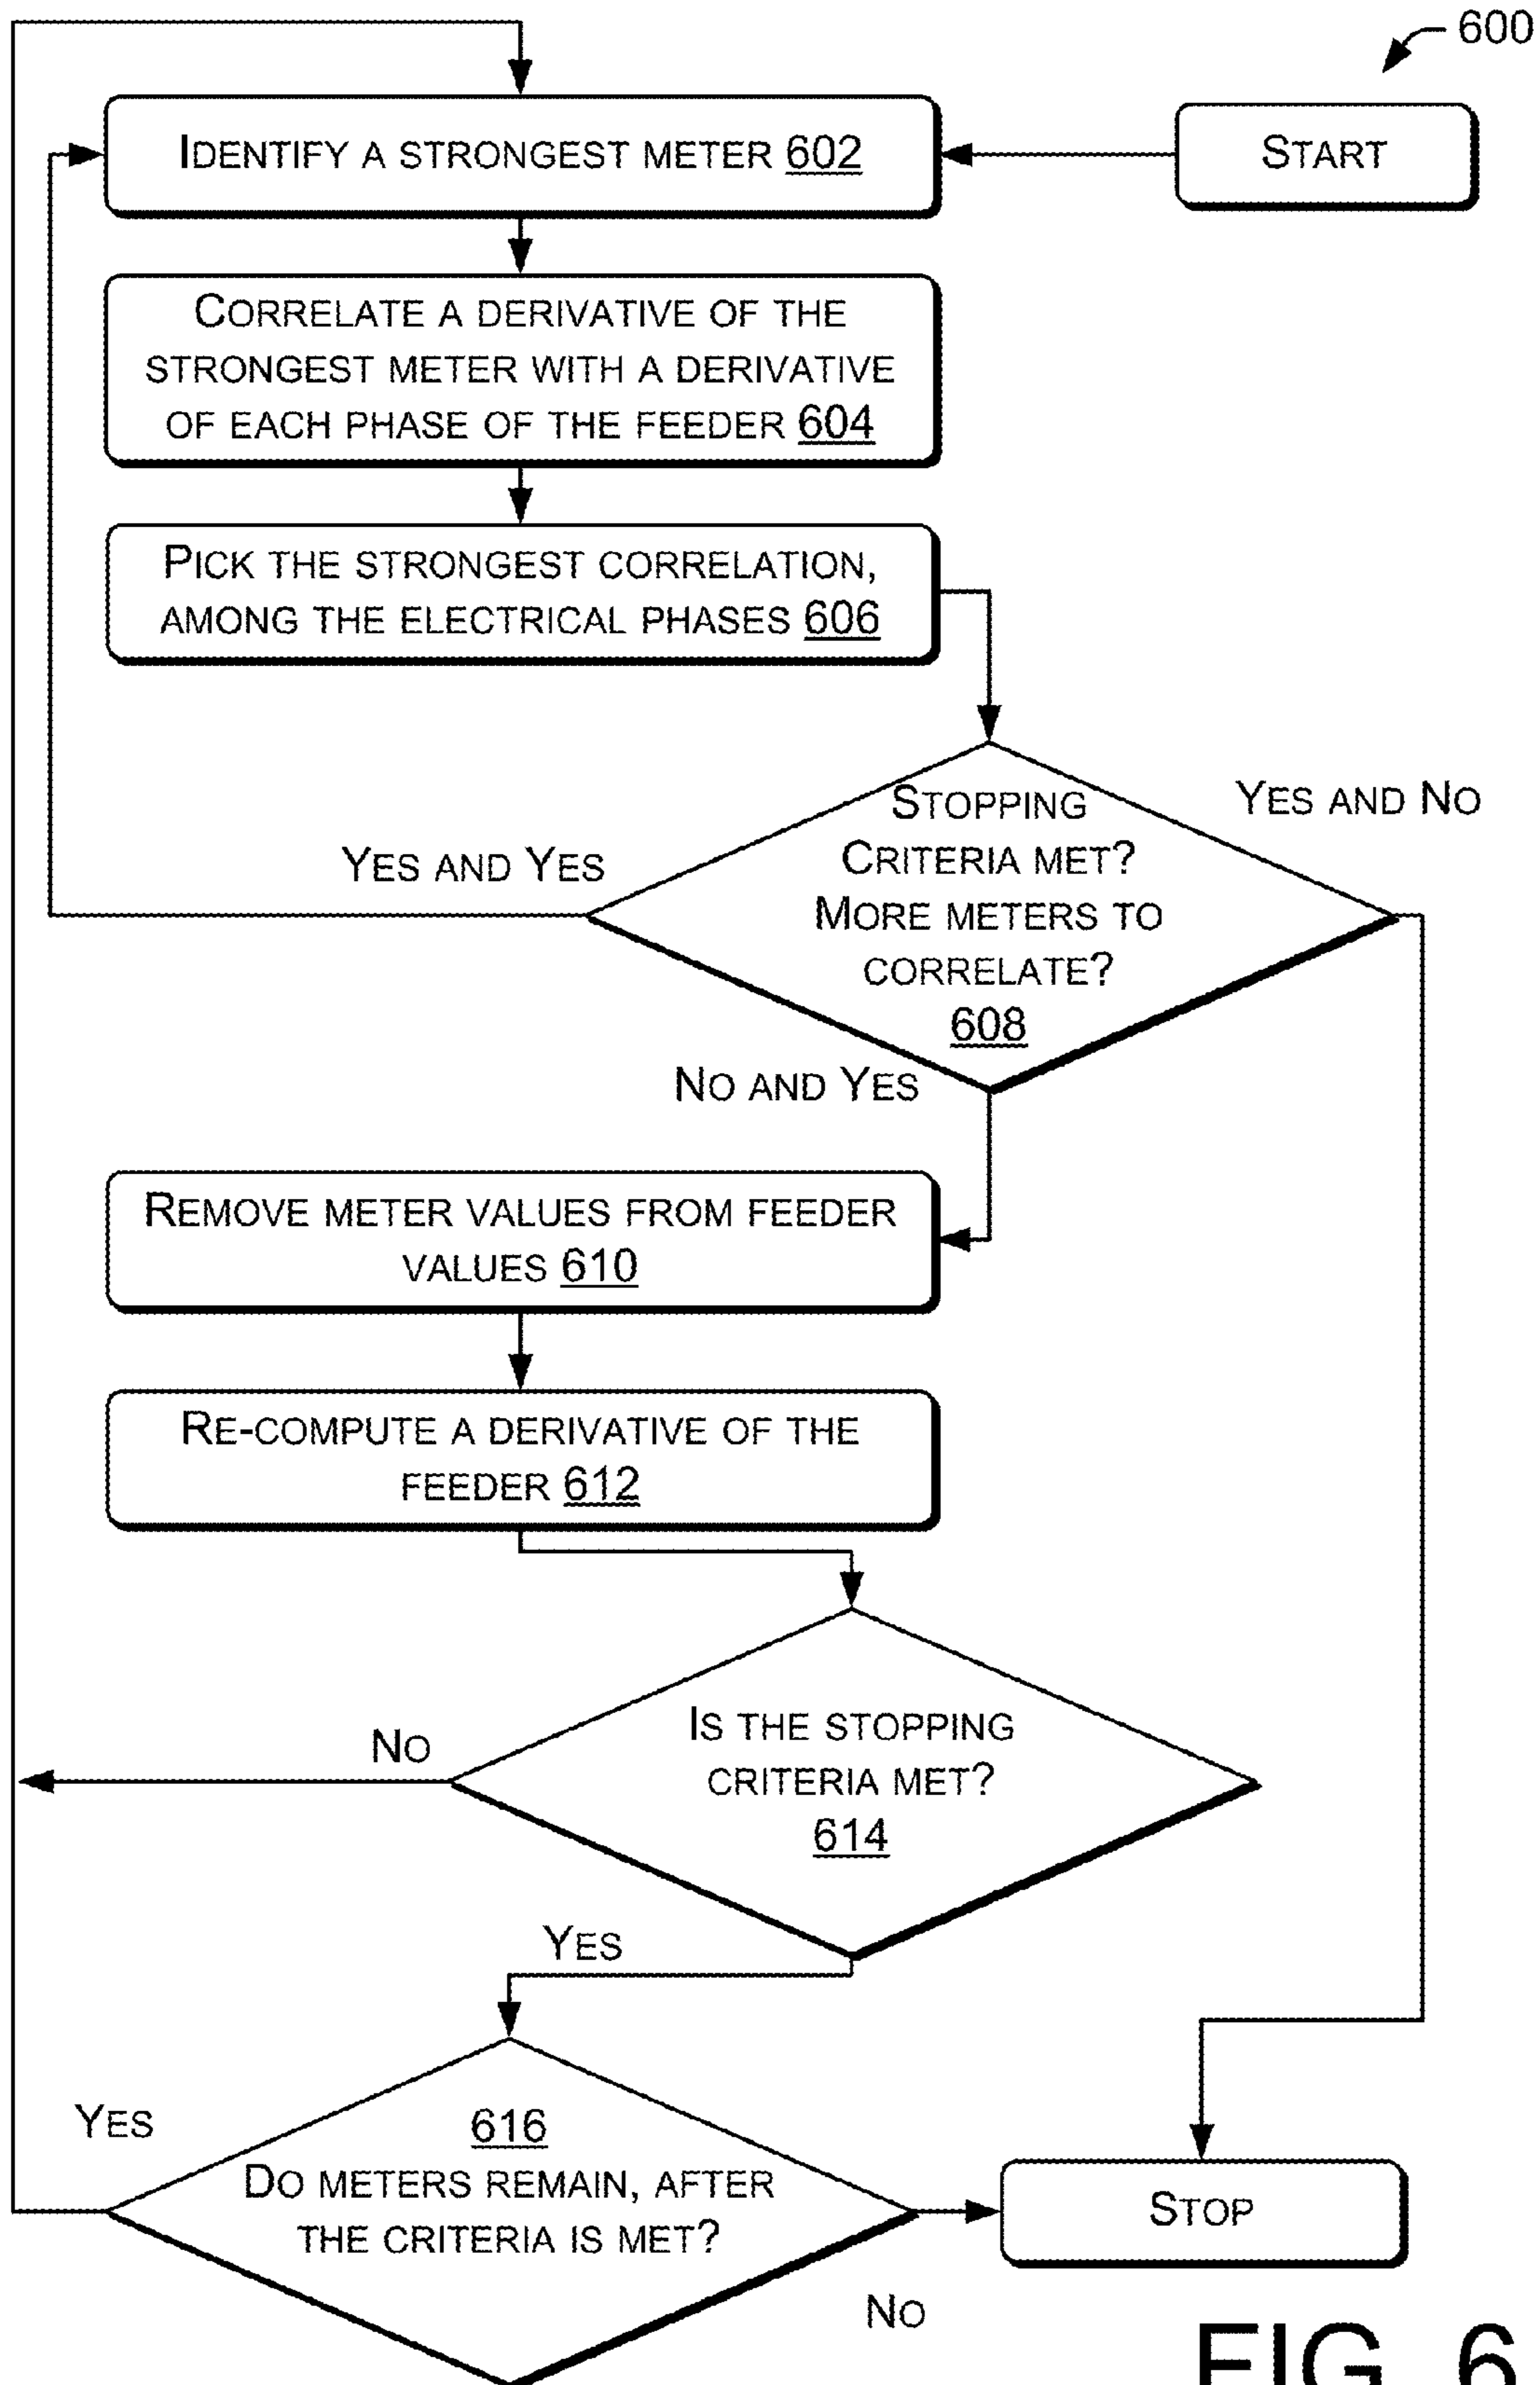 600
START
IDENTIFY A STRONGEST METER 602
CORRELATE A DERIVATIVE OF THE
STRONGEST METER WITH A DERIVATIVE
OF EACH PHASE OF THE FEEDER 604
PICK THE STRONGEST CORRELATION,
AMONG THE ELECTRICAL PHASES 606
STOPPING
CRITERIA MET?
MORE METERS TO
CORRELATE?
608
YES AND NO
YES AND YES
NO AND YES
REMOVE METER VALUES FROM FEEDER
VALUES 610
RE-COMPUTE A DERIVATIVE OF THE
FEEDER 612
IS THE STOPPING
CRITERIA MET?
614
NO
YES
616
DO METERS REMAIN, AFTER
THE CRITERIA IS MET?
YES
NO
STOP
FIG. 6